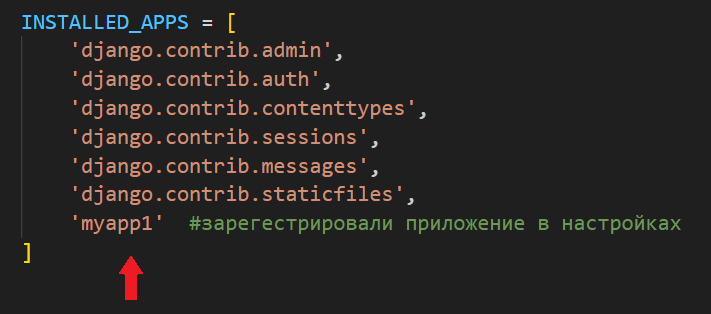 INSTALLED_APPS = [
'django.contrib.admin',
'django.contrib.auth',
'django.contrib.contenttypes',
'django.contrib.sessions',
'django.contrib.messages',
'django.contrib.staticfiles',
'myapp1' #зарегестрировали приложение в настройках
]